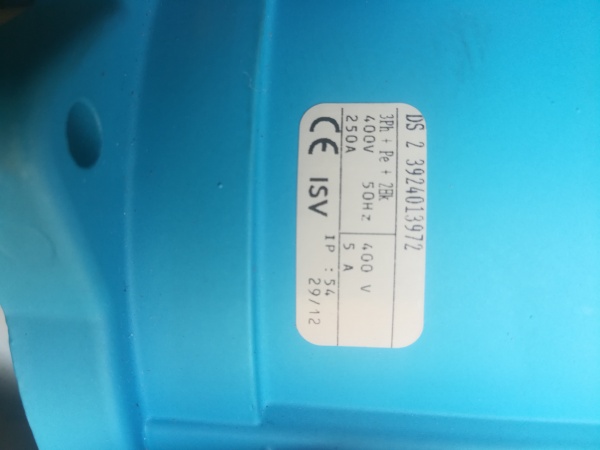 DS 2 3924013972
3Ph + Pe + 2Bk
400V 50Hz 400 V
250A 5 A
CE ISV IP : 54
29/12